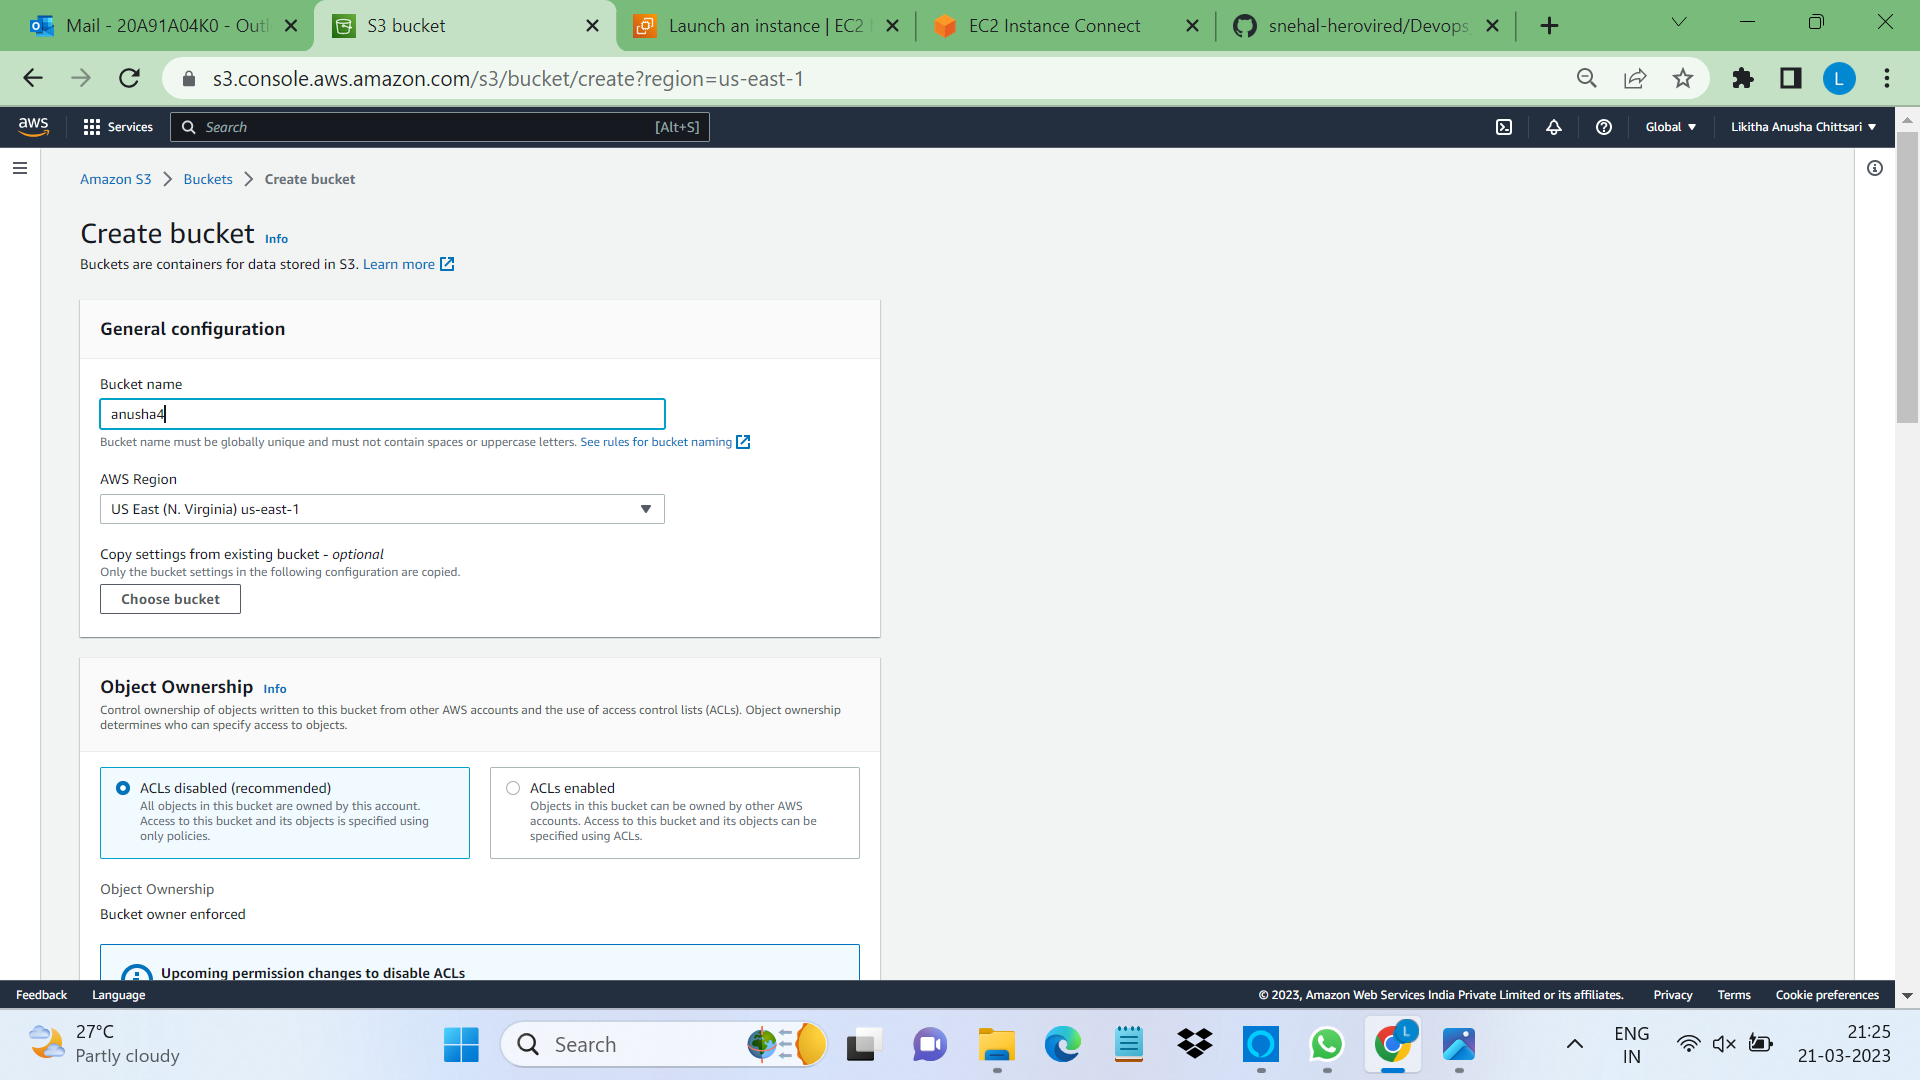 Mail - 20A91A04K0 - Outl
S3 bucket
Launch an instance | EC2
EC2 Instance Connect
snehal-herovired/Devops
s3.console.aws.amazon.com/s3/bucket/create?region=us-east-1
L
aws
Services
Search
[Alt+S]
Global
Likitha Anusha Chittsari
Amazon S3
Buckets
Create bucket
Create bucket Info
Buckets are containers for data stored in S3. Learn more
General configuration
Bucket name
anusha4
Bucket name must be globally unique and must not contain spaces or uppercase letters. See rules for bucket naming
AWS Region
US East (N. Virginia) us-east-1
Copy settings from existing bucket - optional
Only the bucket settings in the following configuration are copied.
Choose bucket
Object Ownership Info
Control ownership of objects written to this bucket from other AWS accounts and the use of access control lists (ACLs). Object ownership
determines who can specify access to objects.
ACLs disabled (recommended)
All objects in this bucket are owned by this account.
Access to this bucket and its objects is specified using
only policies.
ACLs enabled
Objects in this bucket can be owned by other AWS
accounts. Access to this bucket and its objects can be
specified using ACLs.
Object Ownership
Bucket owner enforced
Upcoming permission changes to disable ACLs
Feedback
Language
© 2023, Amazon Web Services India Private Limited or its affiliates.
Privacy
Terms
Cookie preferences
27°C
Partly cloudy
Search
L
ENG
IN
21:25
21-03-2023